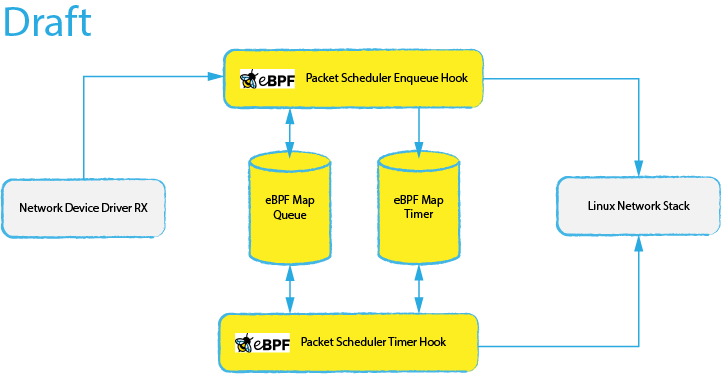 Draft
eBPF Packet Scheduler Enqueue Hook
eBPF Map
Queue
eBPF Map
Timer
Network Device Driver RX
Linux Network Stack
eBPF Packet Scheduler Timer Hook